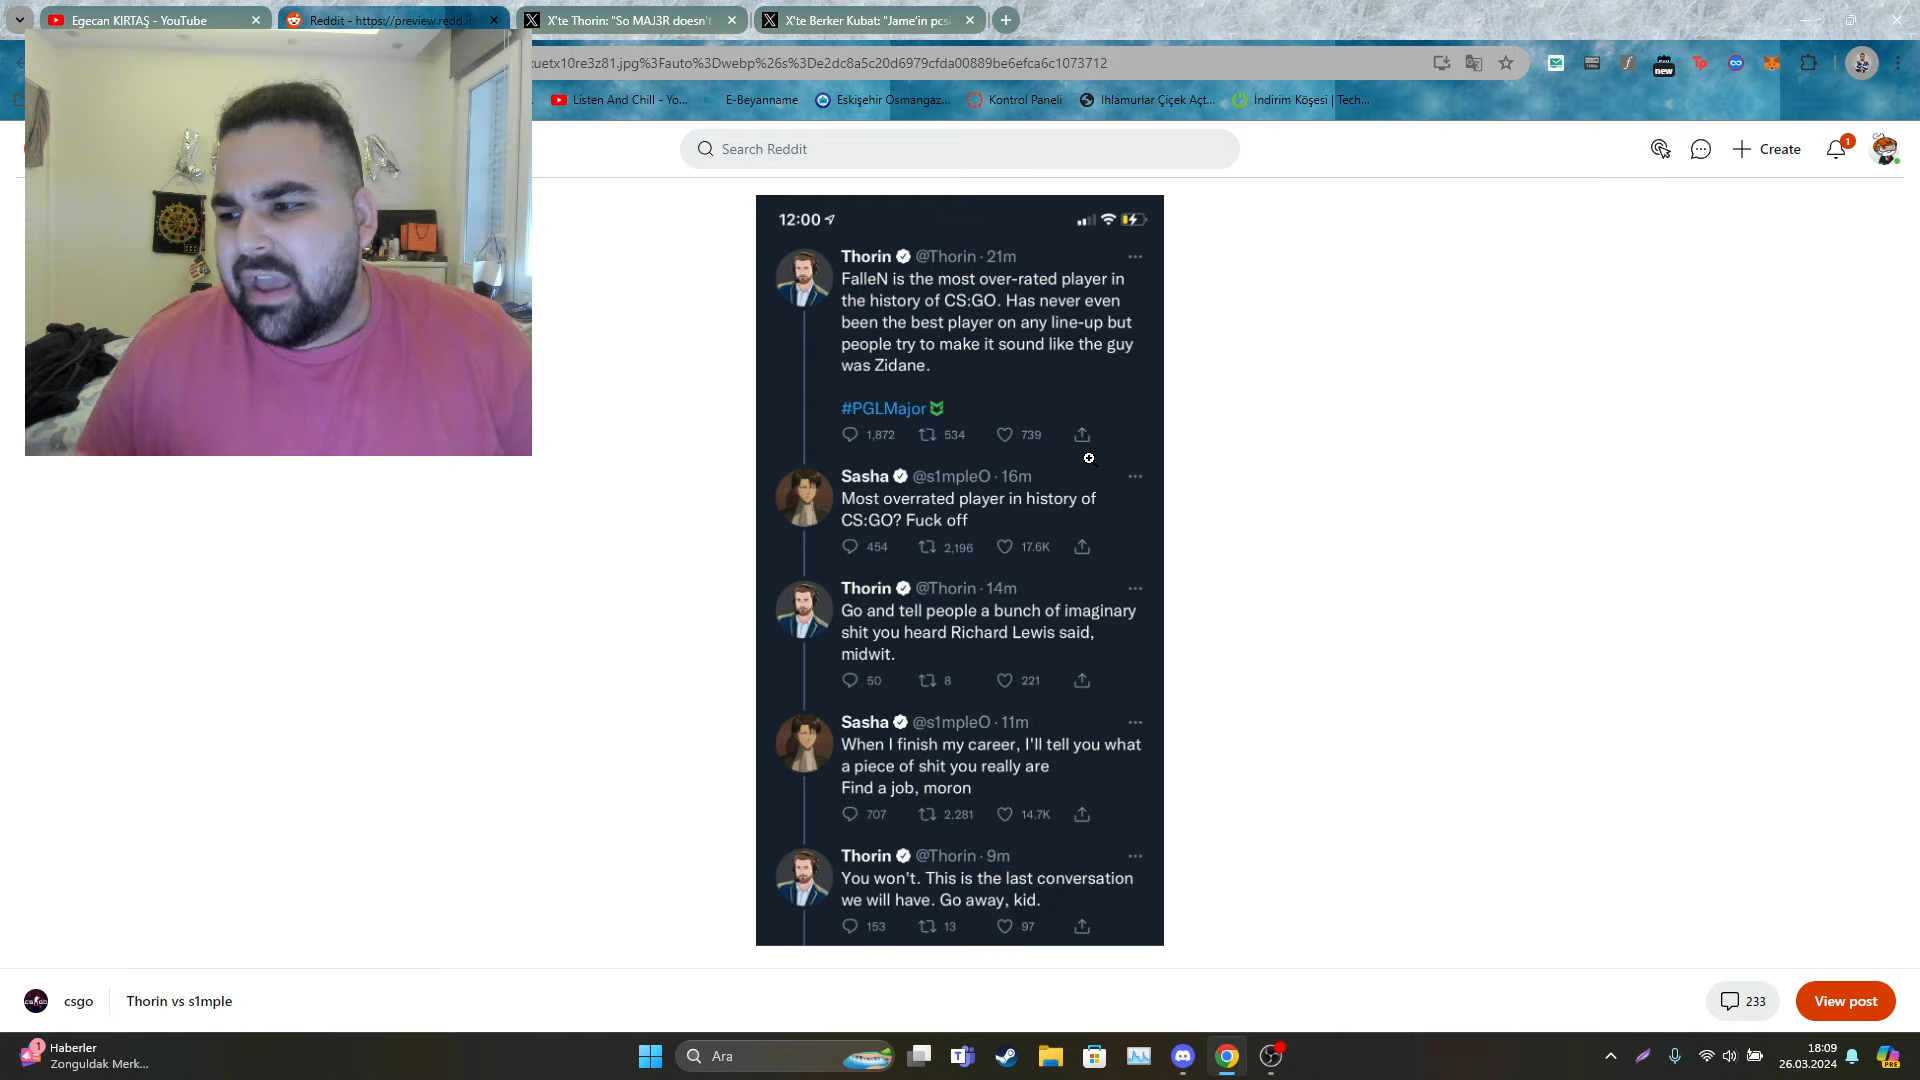 Egecan KIRTAŞ - YouTube
Reddit - https://preview.redd.it
X'te Thorin: "So MAJ3R doesn't
X'te Berker Kubat: "Jame'in pcsi
uetx10re3z81.jpg%3Fauto%3Dwebp%26s%3De2dc8a5c20d6979cfda00889be6efca6c1073712
new
Tp
Listen And Chill - Yo...
E-Beyanname
Eskişehir Osmangaz...
Kontrol Paneli
Ihlamurlar Çiçek Açt...
İndirim Köşesi | Tech...
Search Reddit
Create
1
12:00
Thorin @Thorin · 21m
FalleN is the most over-rated player in
the history of CS:GO. Has never even
been the best player on any line-up but
people try to make it sound like the guy
was Zidane.
#PGLMajor
1,872 534 739
Sasha @s1mpleO · 16m
Most overrated player in history of
CS:GO? Fuck off
454 2,196 17.6K
Thorin @Thorin · 14m
Go and tell people a bunch of imaginary
shit you heard Richard Lewis said,
midwit.
50 8 221
Sasha @s1mpleO · 11m
When I finish my career, I'll tell you what
a piece of shit you really are
Find a job, moron
707 2,281 14.7K
Thorin @Thorin · 9m
You won't. This is the last conversation
we will have. Go away, kid.
153 13 97
csgo
Thorin vs s1mple
233
View post
1
Haberler
Zonguldak Merk...
Ara
18:09
26.03.2024
PRE